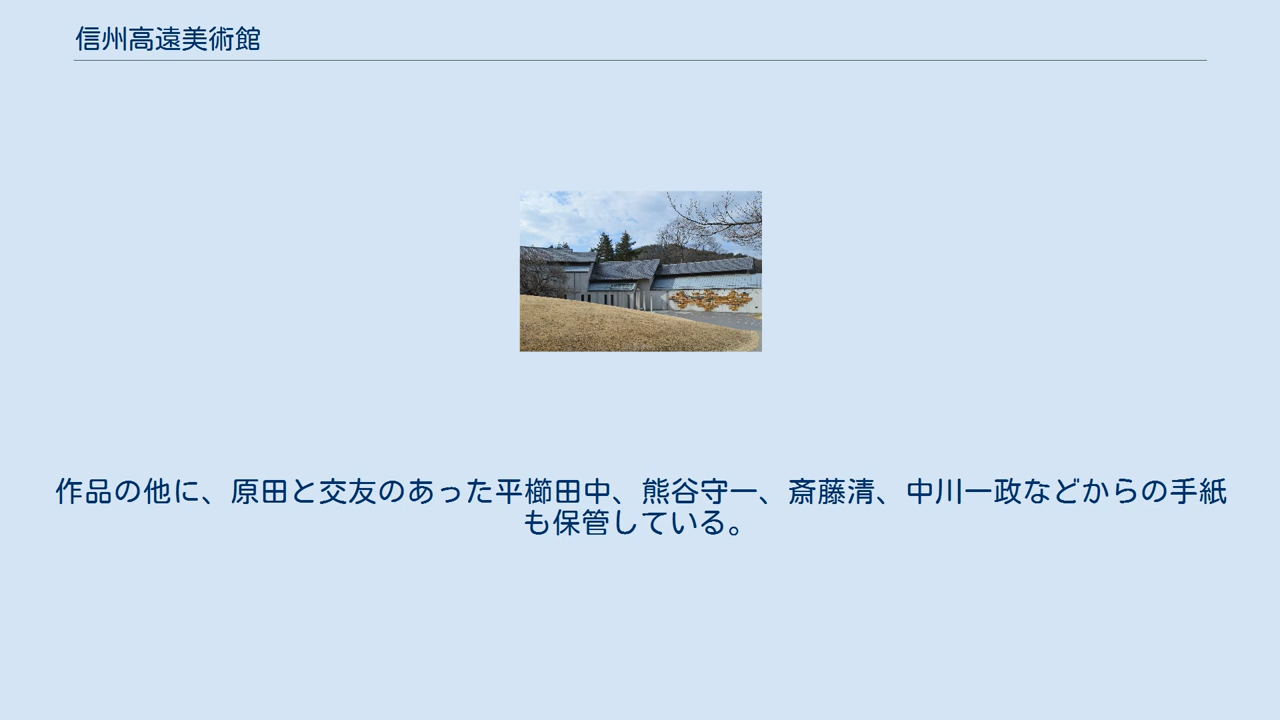 信州高遠美術館
作品の他に、原田と交友のあった平櫛田中、熊谷守一、斎藤清、中川一政などからの手紙
も保管している。